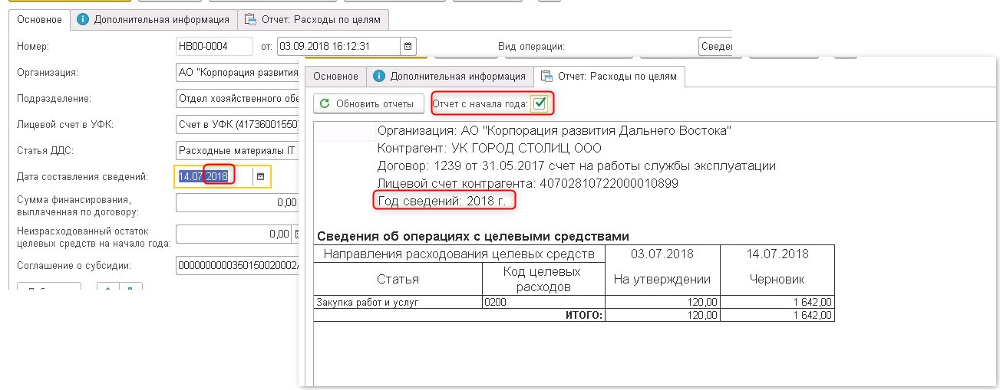 Основное
Дополнительная информация
Отчет: Расходы по целям
Номер:
НВ00-0004
от:
03.09.2018 16:12:31
Вид операции:
Сведе
Организация:
АО "Корпорация развития
Подразделение:
Отдел хозяйственного обе
Лицевой счет в УФК:
Счет в УФК (41736001550)
Статья ДДС:
Расходные материалы IT
Дата составления сведений:
14.07.2018
Сумма финансирования,
выплаченная по договору:
0,00
Неизрасходованный остаток
целевых средств на начало года:
0,00
Соглашение о субсидии:
Основное
Дополнительная информация
Отчет: Расходы по целям
Обновить отчеты
Отчет с начала года:
Организация: АО "Корпорация развития Дальнего Востока"
Контрагент: УК ГОРОД СТОЛИЦ ООО
Договор: 1239 от 31.05.2017 счет на работы службы эксплуатации
Лицевой счет контрагента: 40702810722000010899
Год сведений: 2018 г.
Сведения об операциях с целевыми средствами
Направления расходования целевых средств
03.07.2018
14.07.2018
Статья
Код целевых
расходов
На утверждении
Черновик
Закупка работ и услуг
0200
120,00
1 642,00
ИТОГО:
120,00
1 642,00